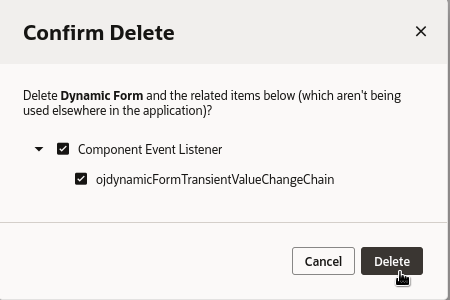 Confirm Delete
Delete Dynamic Form and the related items below (which aren't being
used elsewhere in the application)?
Component Event Listener
ojdynamicFormTransientValueChangeChain
Cancel Delete